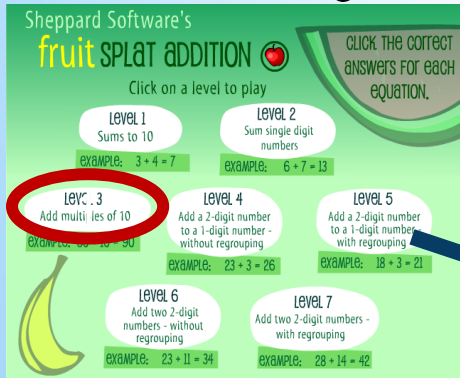 Sheppard Software's
fruit SPLAT ADDITION
CLICK THE CORRECT
ANSWERS FOR EACH
EQUATION.
Click on a level to play
LEVEL 1
Sums to 10
EXAMPLE: 3 + 4 = 7
LEVEL 2
Sum single digit
numbers
EXAMPLE: 6 + 7 = 13
3
Add of 10
= 90
LEVEL 4
Add a 2-digit number
to a 1-digit number -
without regrouping
EXAMPLE: 23 + 3 = 26
LEVEL 5
Add a 2-digit number
to a 1-digit number -
with regrouping
EXAMPLE: 18 + 3 = 21
LEVEL 6
Add two 2-digit
numbers - without
regrouping
EXAMPLE: 23 + 11 = 34
LEVEL 7
Add two 2-digit numbers -
with regrouping
EXAMPLE: 28 + 14 = 42